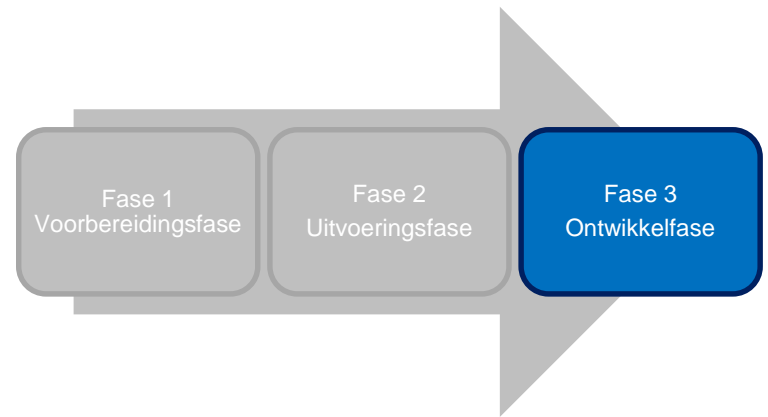 Fase 1
Voorbereidingsfase
Fase 2
Uitvoeringsfase
Fase 3
Ontwikkelfase